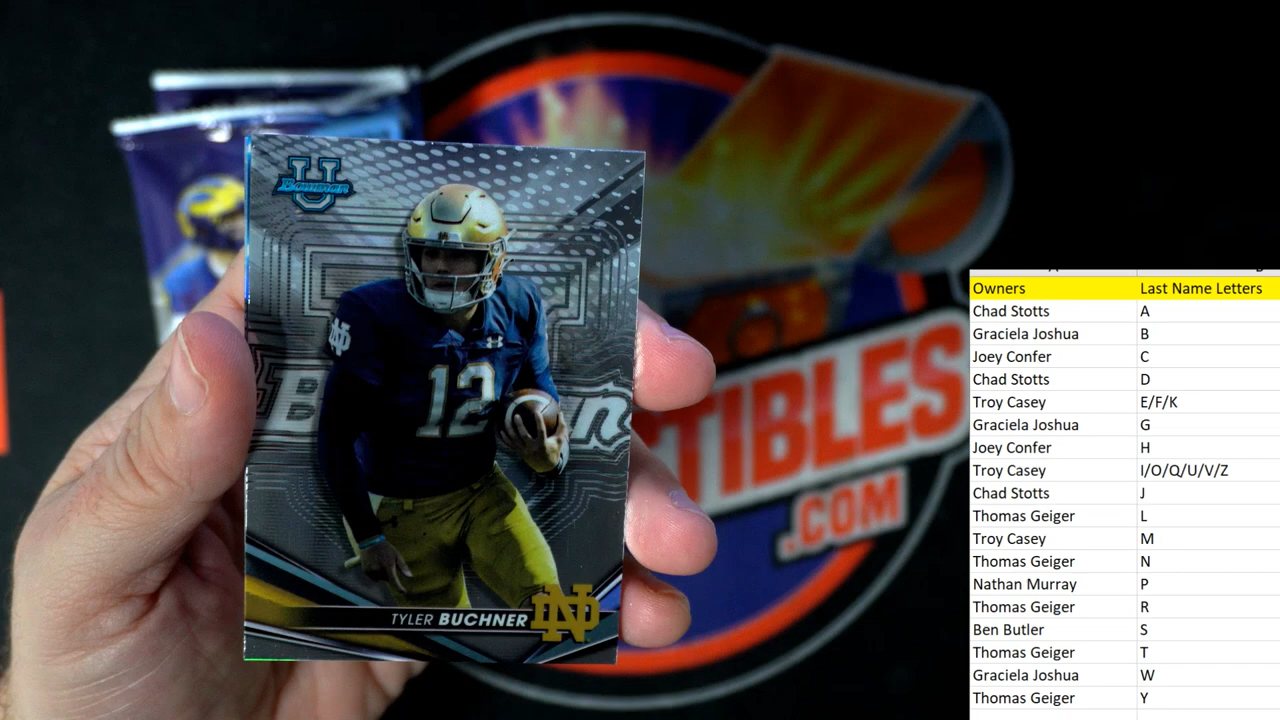 U
Bowman
12
TYLER BUCHNER
ND
TIBLES
.COM
Owners Last Name Letters
Chad Stotts A
Graciela Joshua B
Joey Confer C
Chad Stotts D
Troy Casey E/F/K
Graciela Joshua G
Joey Confer H
Troy Casey I/O/Q/U/V/Z
Chad Stotts J
Thomas Geiger L
Troy Casey M
Thomas Geiger N
Nathan Murray P
Thomas Geiger R
Ben Butler S
Thomas Geiger T
Graciela Joshua W
Thomas Geiger Y